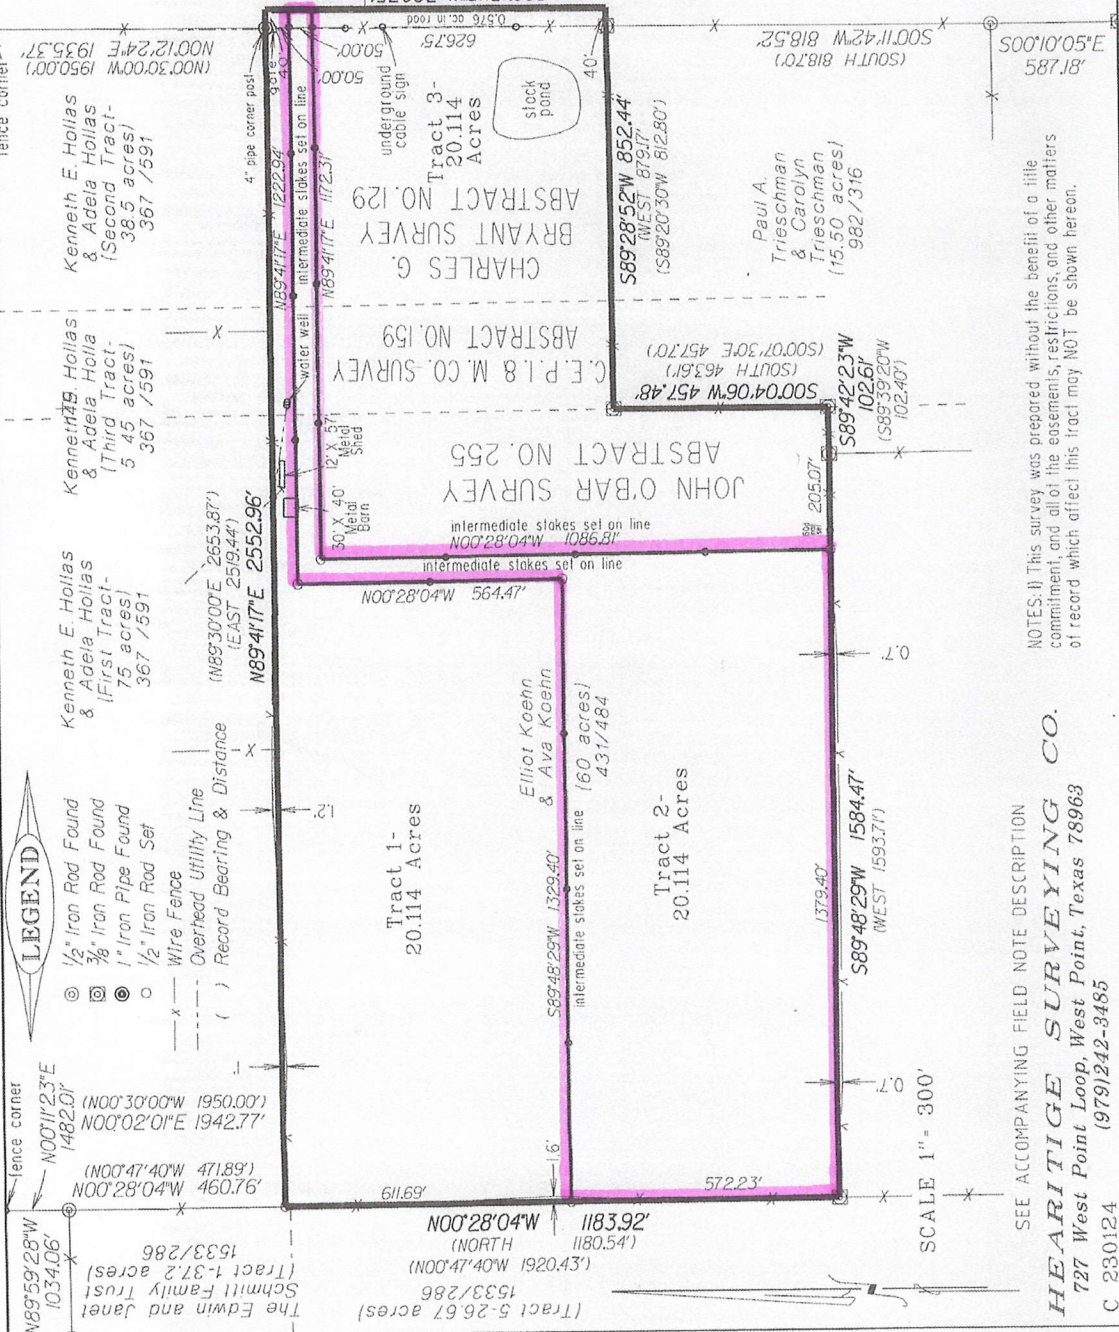 fence corner
N89°59'28"W
1034.06'
N00°11'23"E
1482.01'
(N00°30'00"W 1950.00')
N00°02'01"E 1942.77'
(N00°47'40"W 471.89')
N00°28'04"W 460.76'
The Edwin and Janet
Schmitt Family Trust
(Tract 1-37.2 acres)
1533/286
LEGEND
1/2" Iron Rod Found
3/8" Iron Rod Found
1" Iron Pipe Found
1/2" Iron Rod Set
x Wire Fence
Overhead Utility Line
( ) Record Bearing & Distance
Kenneth E. Hollas
& Adela Hollas
(First Tract-
75 acres)
367 /591
& Adela Holla
(Third Tract-
5 45 acres)
367 /591
Kenneth E. Hollas
& Adela Hollas
(Second Tract-
38.5 acres)
367 /591
fence corner
(N00°30'00"W 1950.00')
N00°12'24"E 1935.37'
(N89°30'00"E 2653.87')
(EAST 2519.44')
N89°41'17"E 2552.96'
4" pipe corner post
gate
40'
50.00'
50.00'
0.576 ac. in road
626.75
underground
cable sign
N89°41'17"E 1222.94'
intermediate stakes set on line
N89°41'17"E 1172.31'
water well
12' X 57'
Metal
Shed
30' X 40'
Metal
Barn
Tract 3-
20.114
Acres
stock
pond
40'
CHARLES G.
BRYANT SURVEY
ABSTRACT NO.129
C.E.P.I.& M. CO. SURVEY
ABSTRACT NO.159
JOHN O'BAR SURVEY
ABSTRACT NO. 255
intermediate stakes set on line
N00°28'04"W 1086.81'
intermediate stakes set on line
N00°28'04"W 564.47'
Tract 1-
20.114 Acres
1.2'
1'
Elliot Koehn
& Ava Koehn
(60 acres)
431/484
S89°48'29"W 1329.40'
intermediate stakes set on line
Tract 2-
20.114 Acres
611.69'
1.6'
572.23'
N00°28'04"W 1183.92'
(NORTH 1180.54')
(N00°47'40"W 1920.43')
(Tract 5-26.67 acres)
1533/286
1379.40'
205.07'
S89°48'29"W 1584.47'
(WEST 1593.71')
0.7'
0.7'
S89°42'23"W
102.61'
(S89°39'20"W
102.40')
S00°04'06"W 457.48'
(SOUTH 463.61')
(S00°07'30"E 457.70')
S89°28'52"W 852.44'
(WEST 879.17'
(S89°20'30"W 812.80')
Paul A.
Trieschman
& Carolyn
Trieschman
(15.50 acres)
982/316
S00°11'42"W 818.52'
(SOUTH 818.70')
S00°01'05"E
587.18'
SCALE 1" = 300'
NOTES: 1) This survey was prepared without the benefit of a title
commitment, and all of the easements, restrictions, and other matters
of record which affect this tract may NOT be shown hereon.
SEE ACCOMPANYING FIELD NOTE DESCRIPTION
HEARITIGE SURVEYING CO.
727 West Point Loop, West Point, Texas 78963
(979)242-3485
C 230124